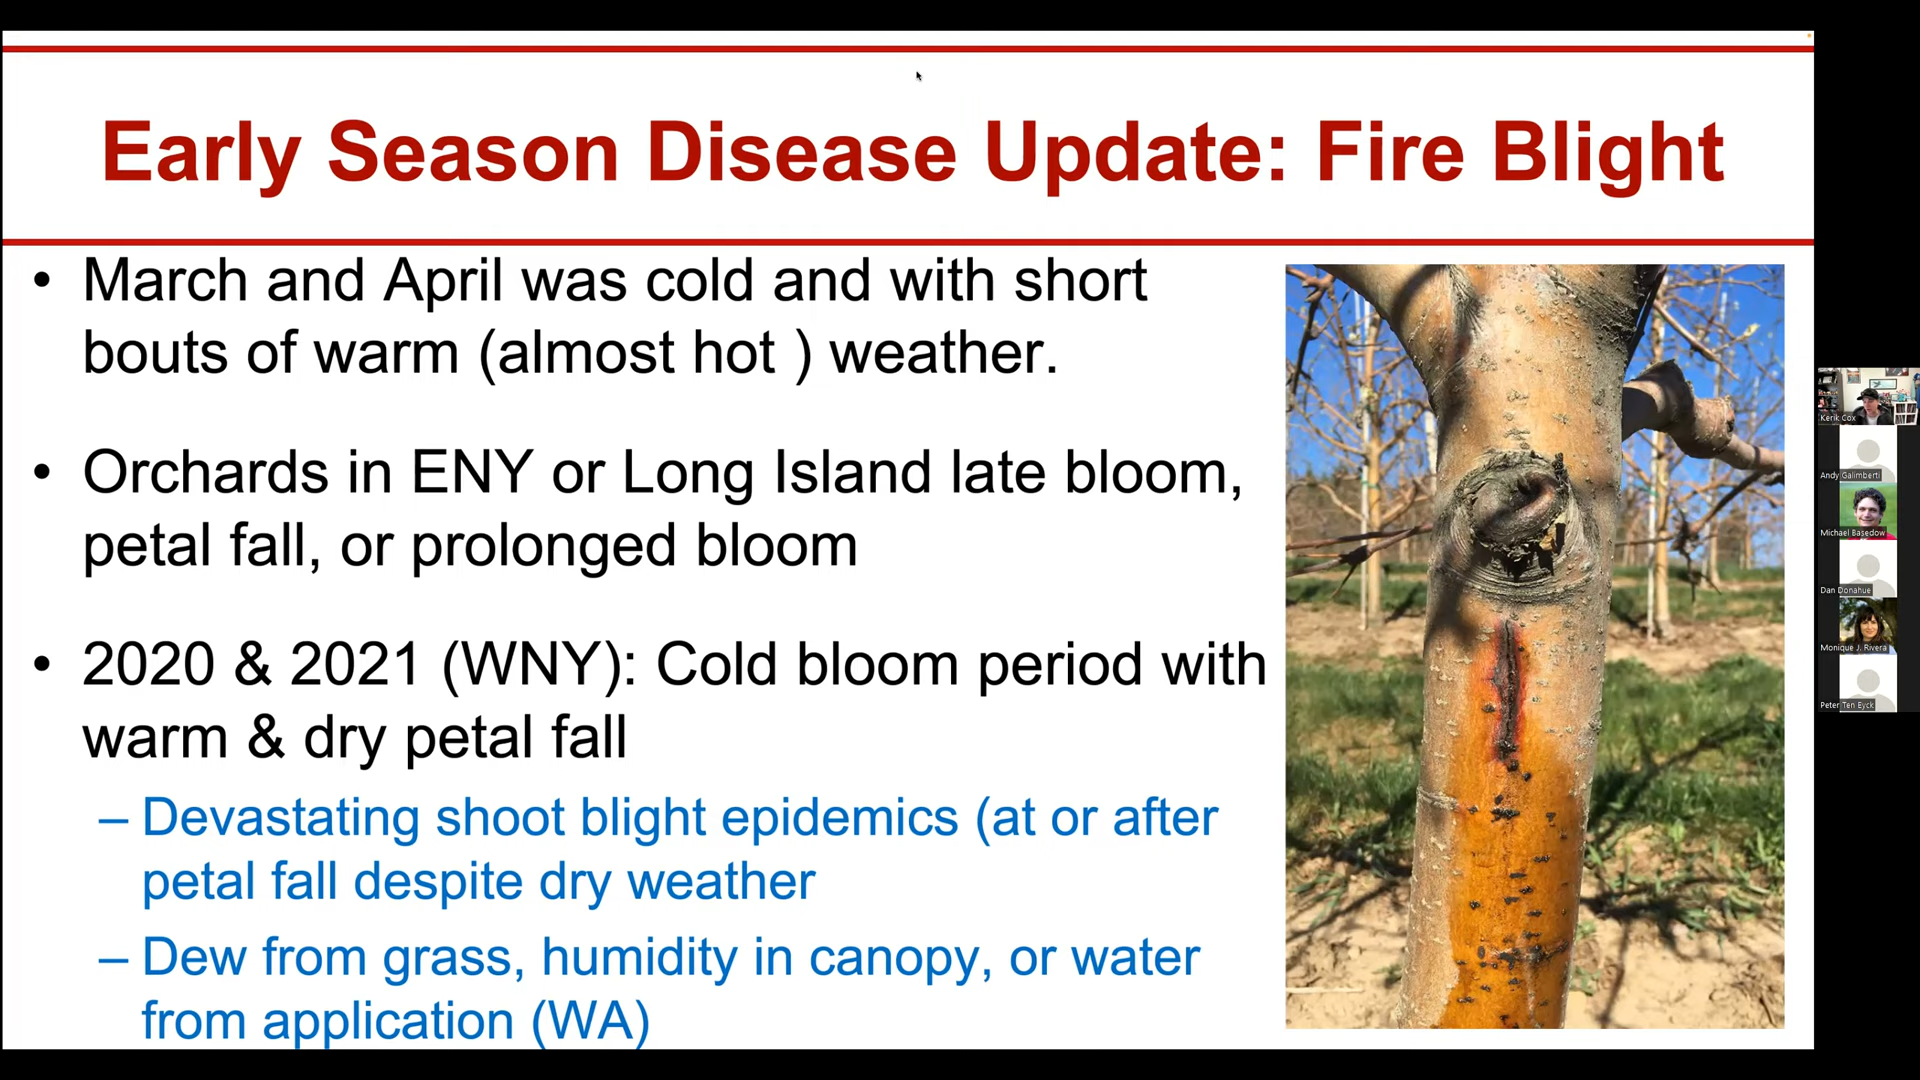 Early Season Disease Update: Fire Blight
• March and April was cold and with short
bouts of warm (almost hot ) weather.
• Orchards in ENY or Long Island late bloom,
petal fall, or prolonged bloom
• 2020 & 2021 (WNY): Cold bloom period with
warm & dry petal fall
– Devastating shoot blight epidemics (at or after
petal fall despite dry weather
– Dew from grass, humidity in canopy, or water
from application (WA)
Kerik Cox
Andy Galimberti
Michael Basedow
Dan Donahue
Monique J. Rivera
Peter Ten Eyck